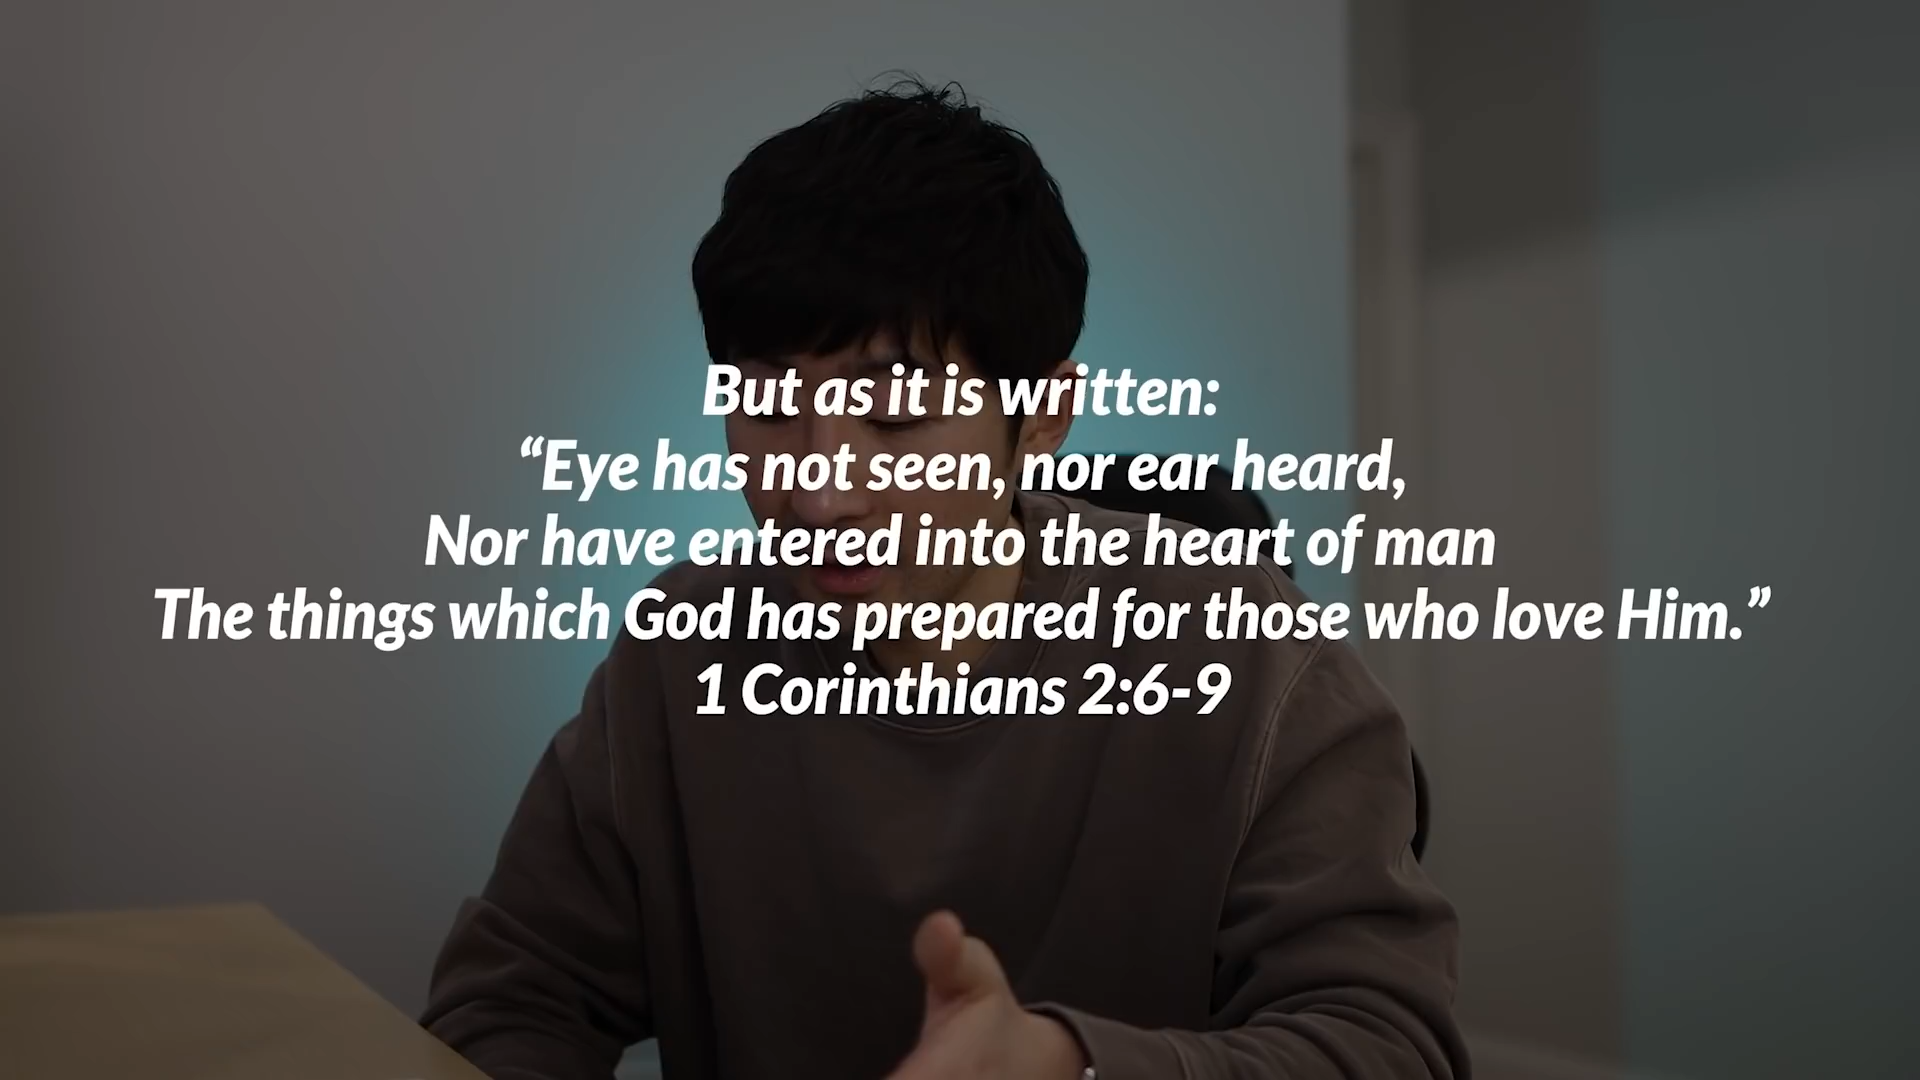 But as it is written:
“Eye has not seen, nor ear heard,
Nor have entered into the heart of man
The things which God has prepared for those who love Him.”
1 Corinthians 2:6-9